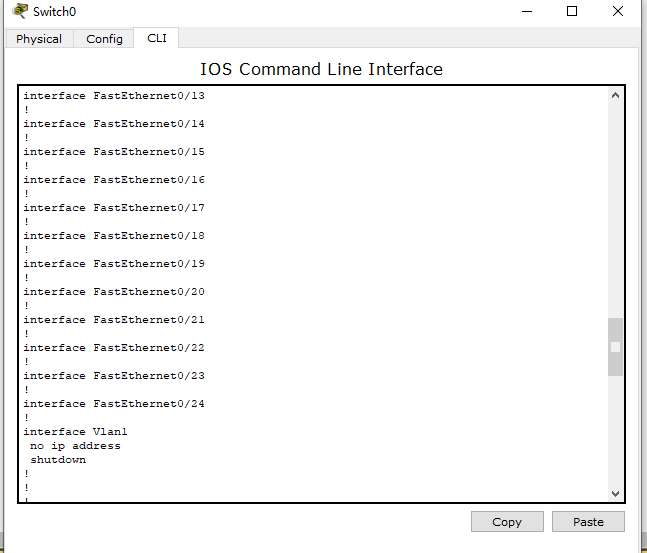 Switch0
Physical Config CLI
IOS Command Line Interface
interface FastEthernet0/13
!
interface FastEthernet0/14
!
interface FastEthernet0/15
!
interface FastEthernet0/16
!
interface FastEthernet0/17
!
interface FastEthernet0/18
!
interface FastEthernet0/19
!
interface FastEthernet0/20
!
interface FastEthernet0/21
!
interface FastEthernet0/22
!
interface FastEthernet0/23
!
interface FastEthernet0/24
!
interface Vlan1
 no ip address
 shutdown
!
!
!
Copy Paste